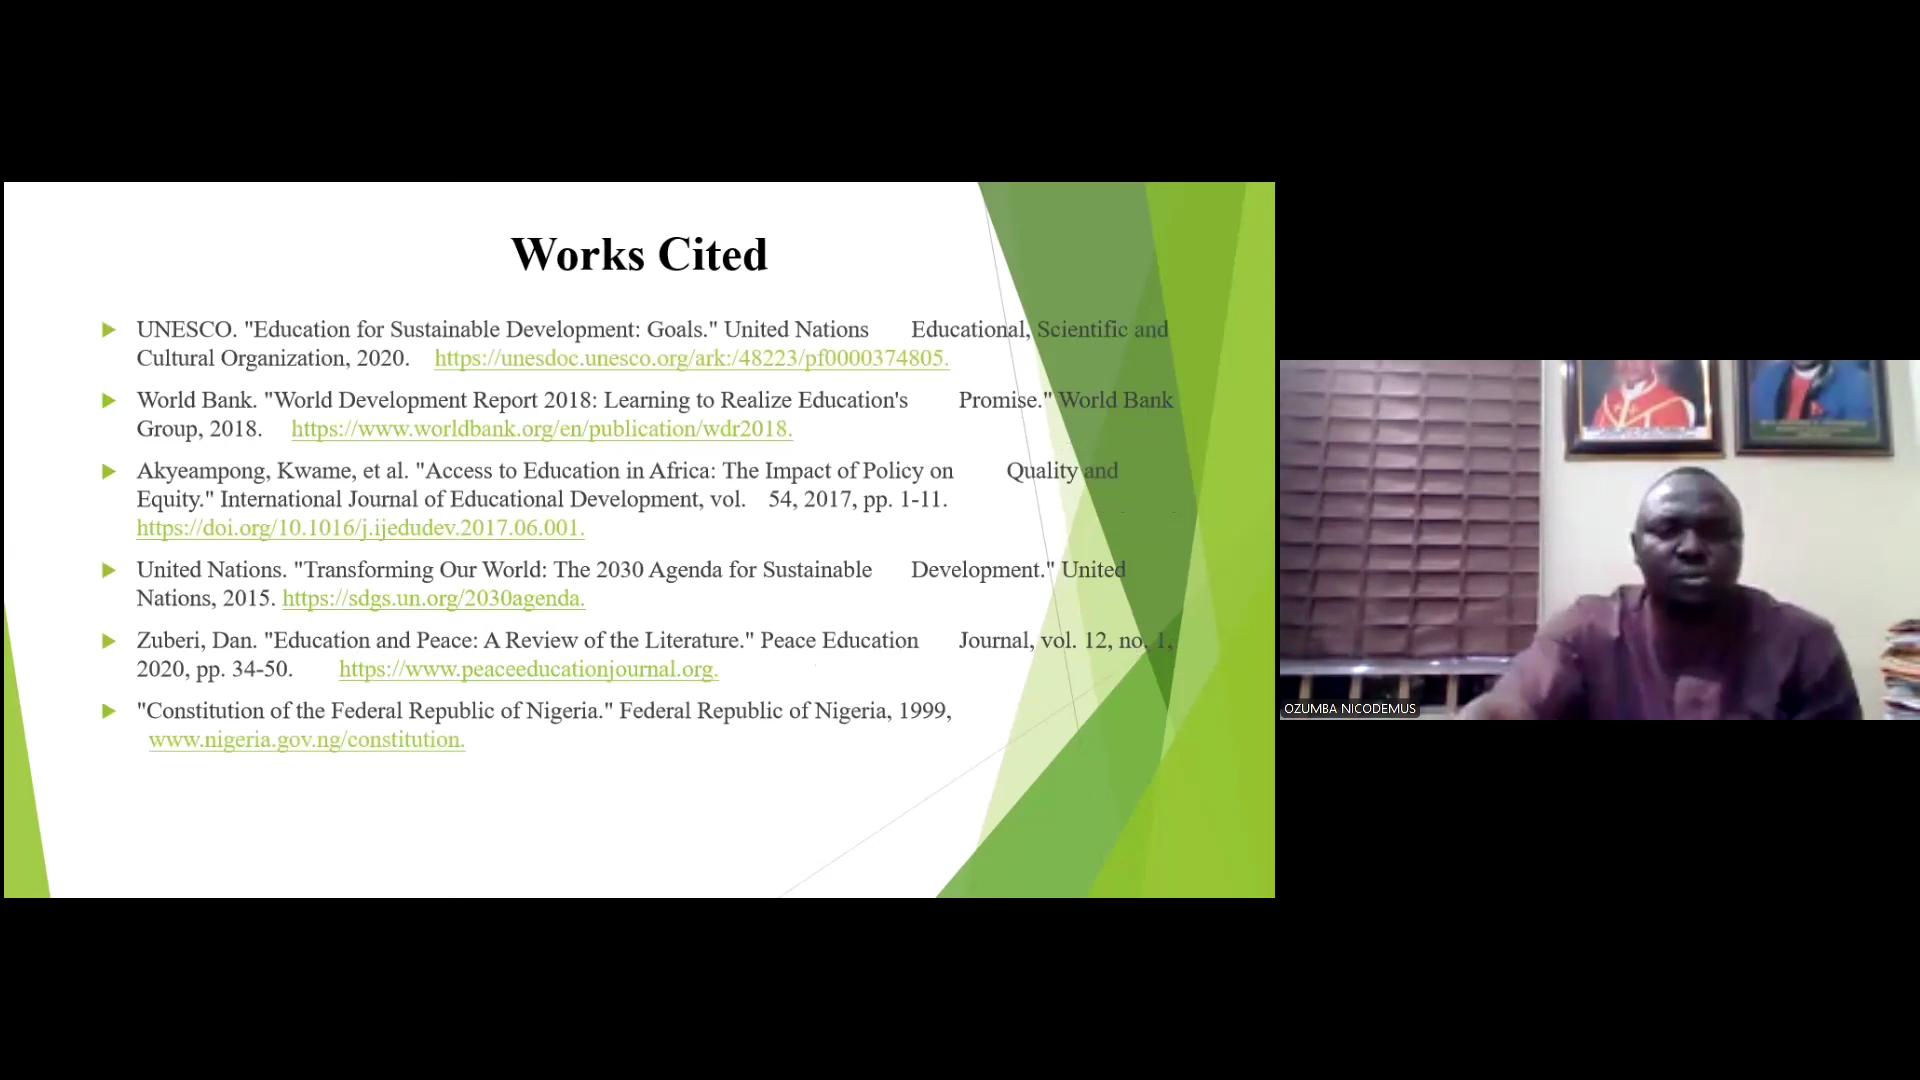 Works Cited
UNESCO. "Education for Sustainable Development: Goals." United Nations Educational, Scientific and
Cultural Organization, 2020. https://unesdoc.unesco.org/ark:/48223/pf0000374805.
World Bank. "World Development Report 2018: Learning to Realize Education's Promise." World Bank
Group, 2018. https://www.worldbank.org/en/publication/wdr2018.
Akyeampong, Kwame, et al. "Access to Education in Africa: The Impact of Policy on Quality and
Equity." International Journal of Educational Development, vol. 54, 2017, pp. 1-11.
https://doi.org/10.1016/j.ijedudev.2017.06.001.
United Nations. "Transforming Our World: The 2030 Agenda for Sustainable Development." United
Nations, 2015. https://sdgs.un.org/2030agenda.
Zuberi, Dan. "Education and Peace: A Review of the Literature." Peace Education Journal, vol. 12, no. 1,
2020, pp. 34-50. https://www.peaceeducationjournal.org.
"Constitution of the Federal Republic of Nigeria." Federal Republic of Nigeria, 1999,
www.nigeria.gov.ng/constitution.
OZUMBA NICODEMUS